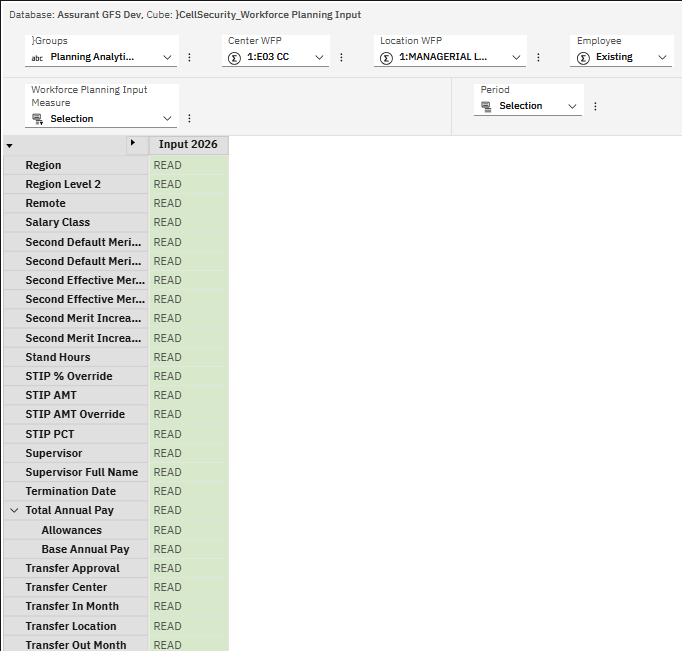 Database: Assurant GFS Dev, Cube: }CellSecurity_Workforce Planning Input
}Groups
abc Planning Analyti...
Center WFP
1:E03 CC
Location WFP
1:MANAGERIAL L...
Employee
Existing
Workforce Planning Input
Measure
Selection
Period
Selection
Input 2026
Region READ
Region Level 2 READ
Remote READ
Salary Class READ
Second Default Meri... READ
Second Default Meri... READ
Second Effective Mer... READ
Second Effective Mer... READ
Second Merit Increa... READ
Second Merit Increa... READ
Stand Hours READ
STIP % Override READ
STIP AMT READ
STIP AMT Override READ
STIP PCT READ
Supervisor READ
Supervisor Full Name READ
Termination Date READ
Total Annual Pay READ
Allowances READ
Base Annual Pay READ
Transfer Approval READ
Transfer Center READ
Transfer In Month READ
Transfer Location READ
Transfer Out Month READ